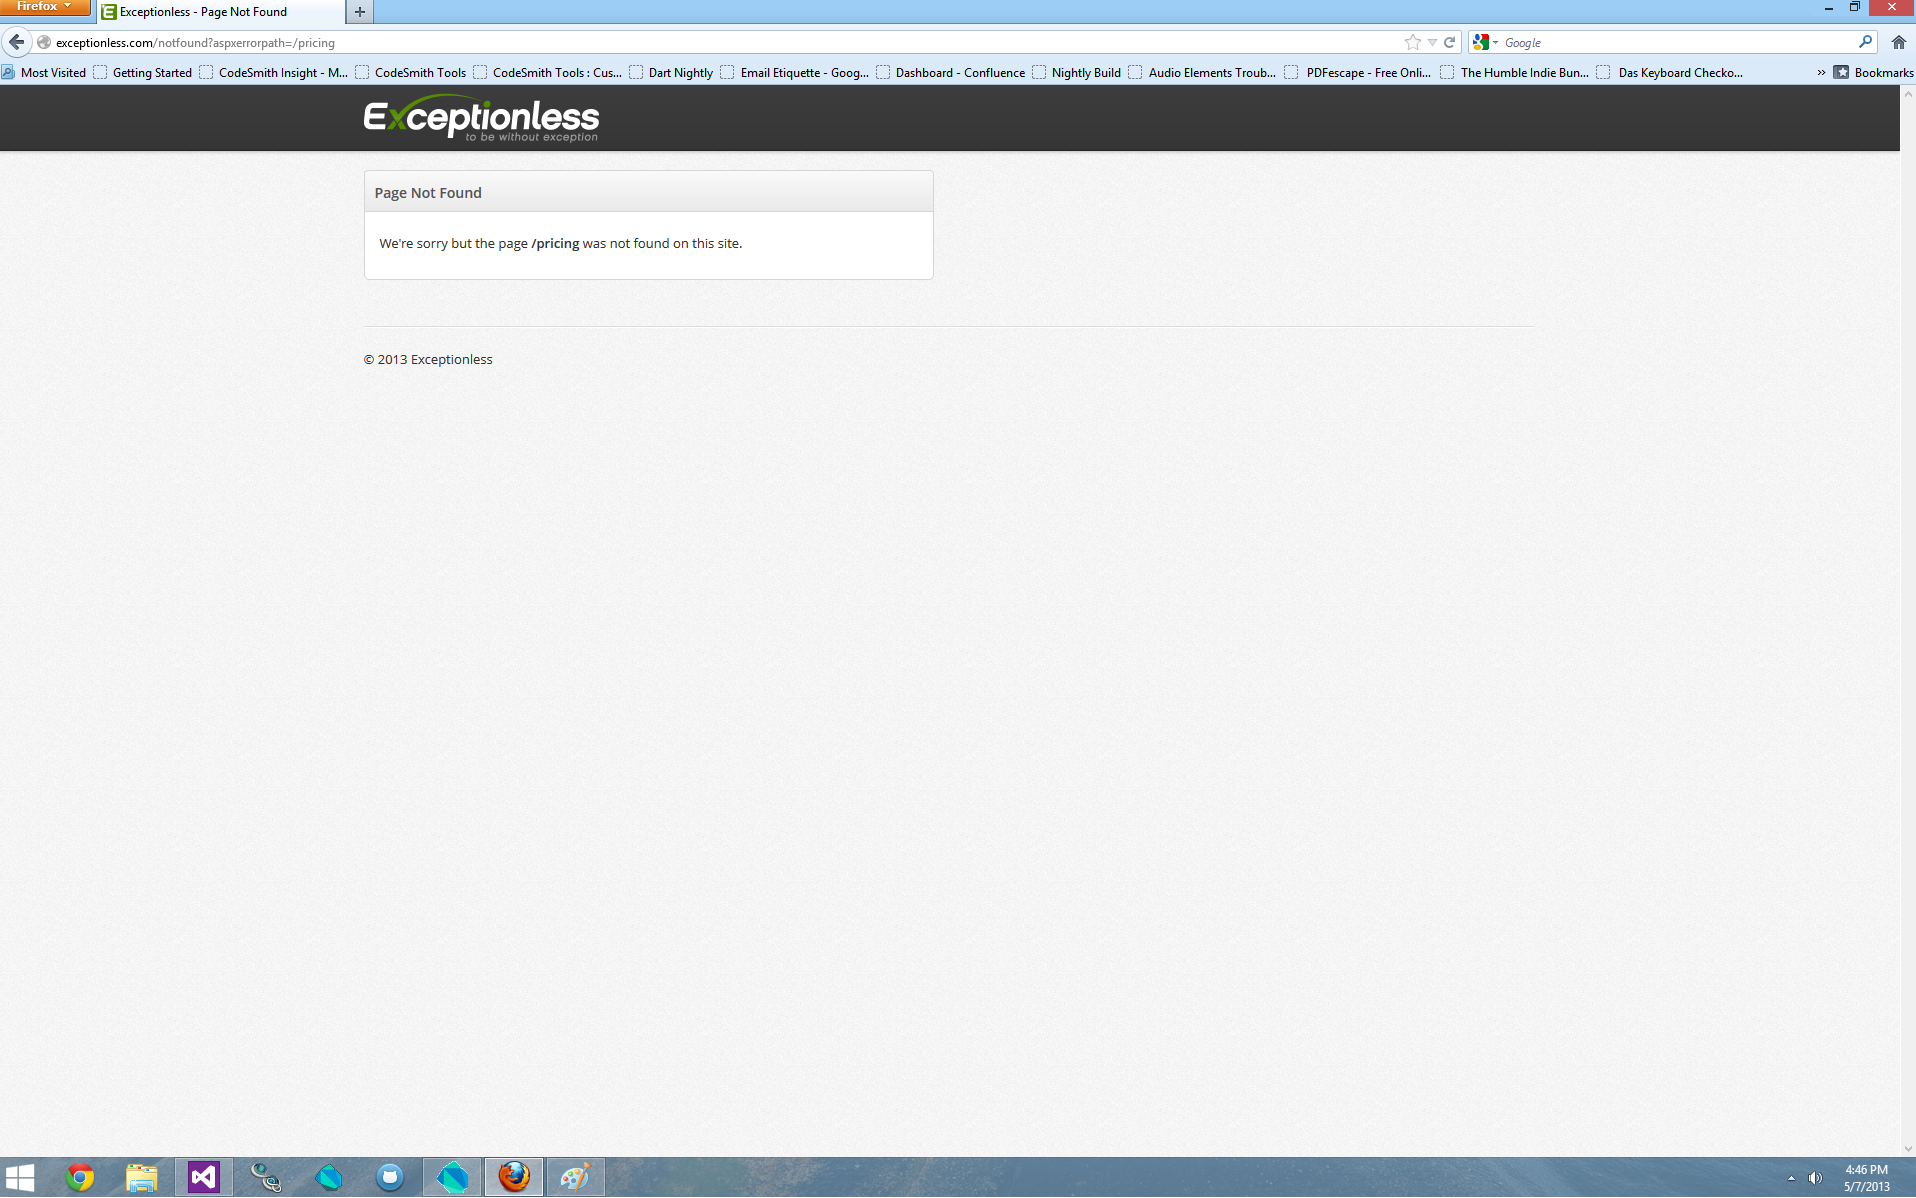 Firefox
Exceptionless - Page Not Found
exceptionless.com/notfound?aspxerrorpath=/pricing
Google
Most Visited
Getting Started
CodeSmith Insight - M...
CodeSmith Tools
CodeSmith Tools : Cus...
Dart Nightly
Email Etiquette - Goog...
Dashboard - Confluence
Nightly Build
Audio Elements Troub...
PDFescape - Free Onli...
The Humble Indie Bun...
Das Keyboard Checko...
»
Bookmarks
Exceptionless
to be without exception
Page Not Found
We're sorry but the page /pricing was not found on this site.
© 2013 Exceptionless
4:46 PM
5/7/2013